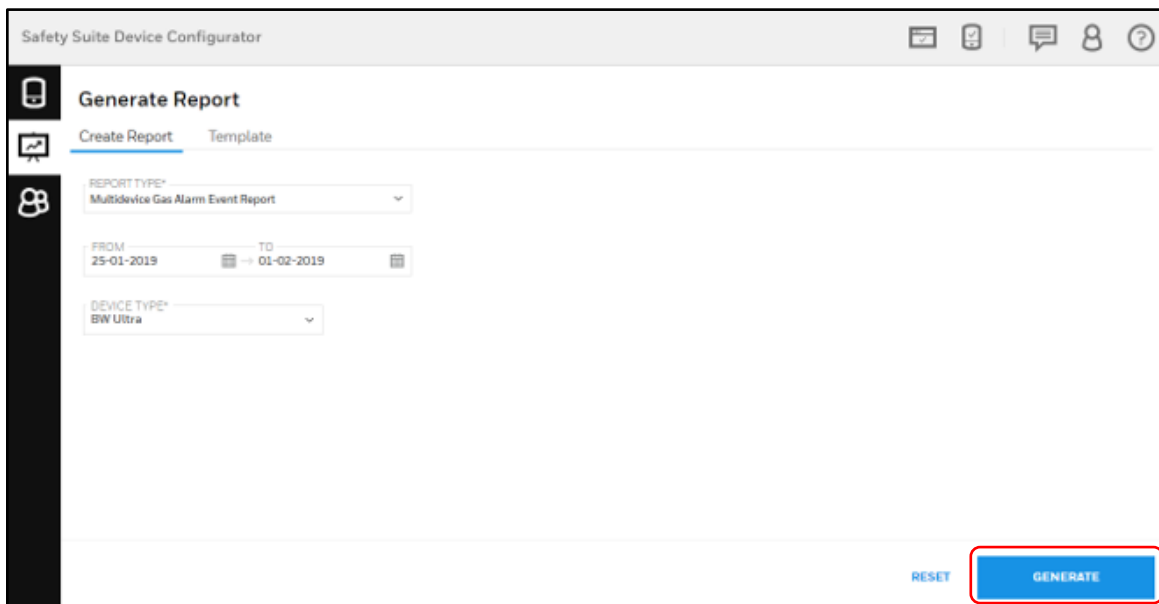 Safety Suite Device Configurator
Generate Report
Create Report Template
REPORT TYPE*
Multidevice Gas Alarm Event Report
FROM TO
25-01-2019 → 01-02-2019
DEVICE TYPE*
BW Ultra
RESET GENERATE